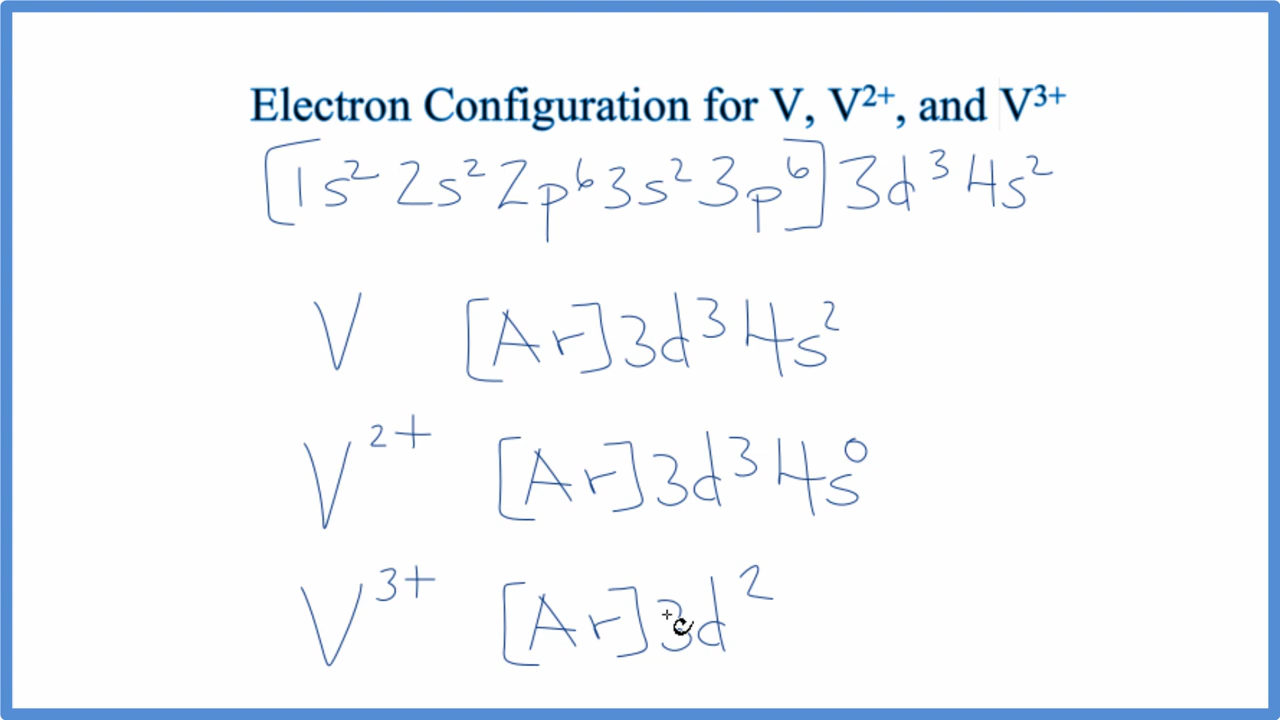 Electron Configuration for V, V²⁺, and V³⁺
[1s² 2s² 2p⁶ 3s² 3p⁶] 3d³ 4s²
V [Ar] 3d³ 4s²
V²⁺ [Ar] 3d³ 4s⁰
V³⁺ [Ar] 3d²